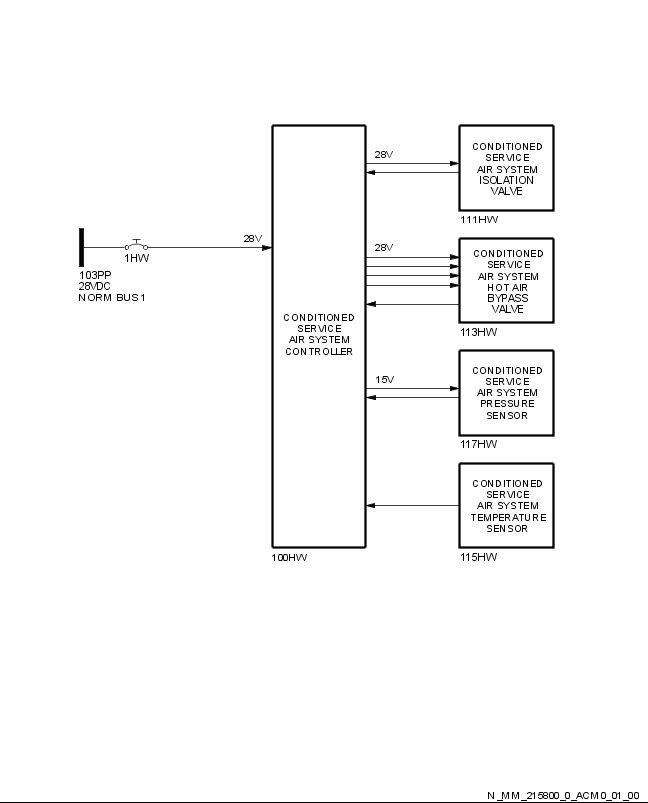 CONDITIONED
SERVICE
AIR SYSTEM
ISOLATION
VALVE
28V
111HW
28V
28V
CONDITIONED
SERVICE
AIR SYSTEM
HOT AIR
BYPASS
VALVE
1HW
103PP
28VDC
NORM BUS 1
113HW
CONDITIONED
SERVICE
AIR SYSTEM
CONTROLLER
CONDITIONED
SERVICE
AIR SYSTEM
PRESSURE
SENSOR
15V
117HW
CONDITIONED
SERVICE
AIR SYSTEM
TEMPERATURE
SENSOR
100HW
115HW
N_MM_215800_0_ACM0_01_00